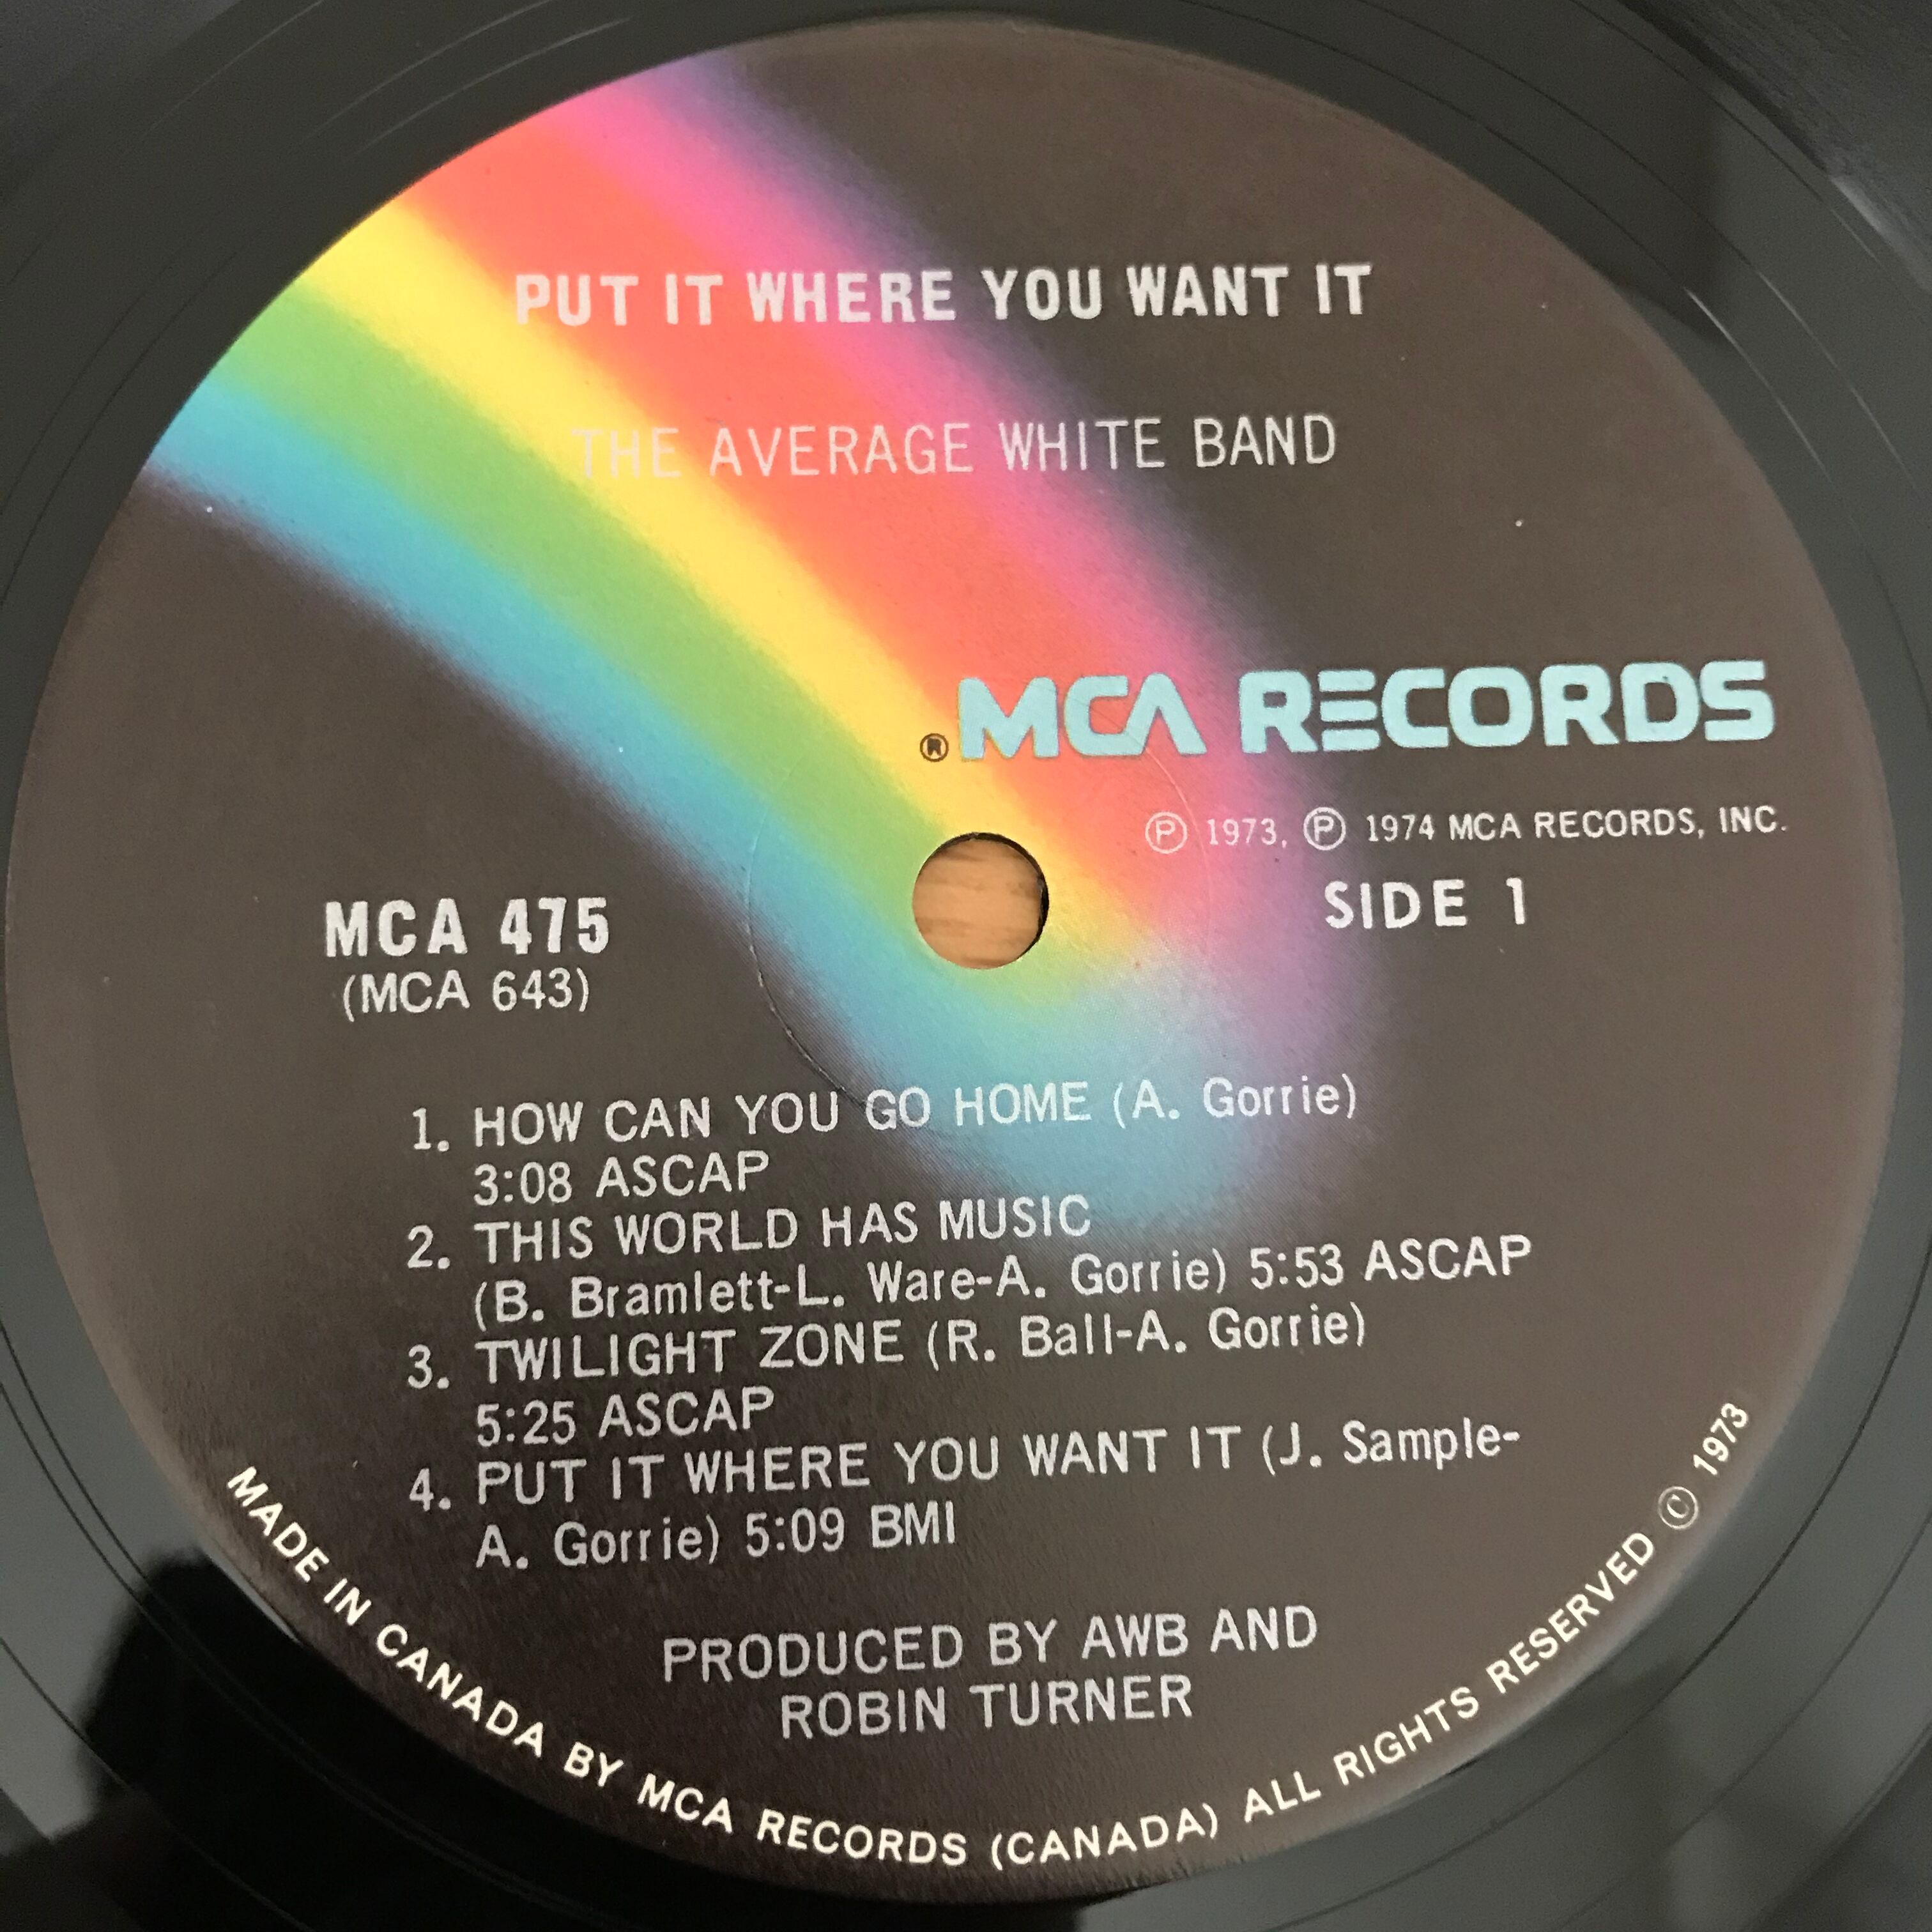 PUT IT WHERE YOU WANT IT
THE AVERAGE WHITE BAND
® MCA RECORDS
Ⓟ 1973, Ⓟ 1974 MCA RECORDS, INC.
SIDE 1
MCA 475
(MCA 643)
1. HOW CAN YOU GO HOME (A. Gorrie)
3:08 ASCAP
2. THIS WORLD HAS MUSIC
(B. Bramlett-L. Ware-A. Gorrie) 5:53 ASCAP
3. TWILIGHT ZONE (R. Ball-A. Gorrie)
5:25 ASCAP
4. PUT IT WHERE YOU WANT IT (J. Sample-
A. Gorrie) 5:09 BMI
PRODUCED BY AWB AND
ROBIN TURNER
MADE IN CANADA BY MCA RECORDS (CANADA) ALL RIGHTS RESERVED © 1973